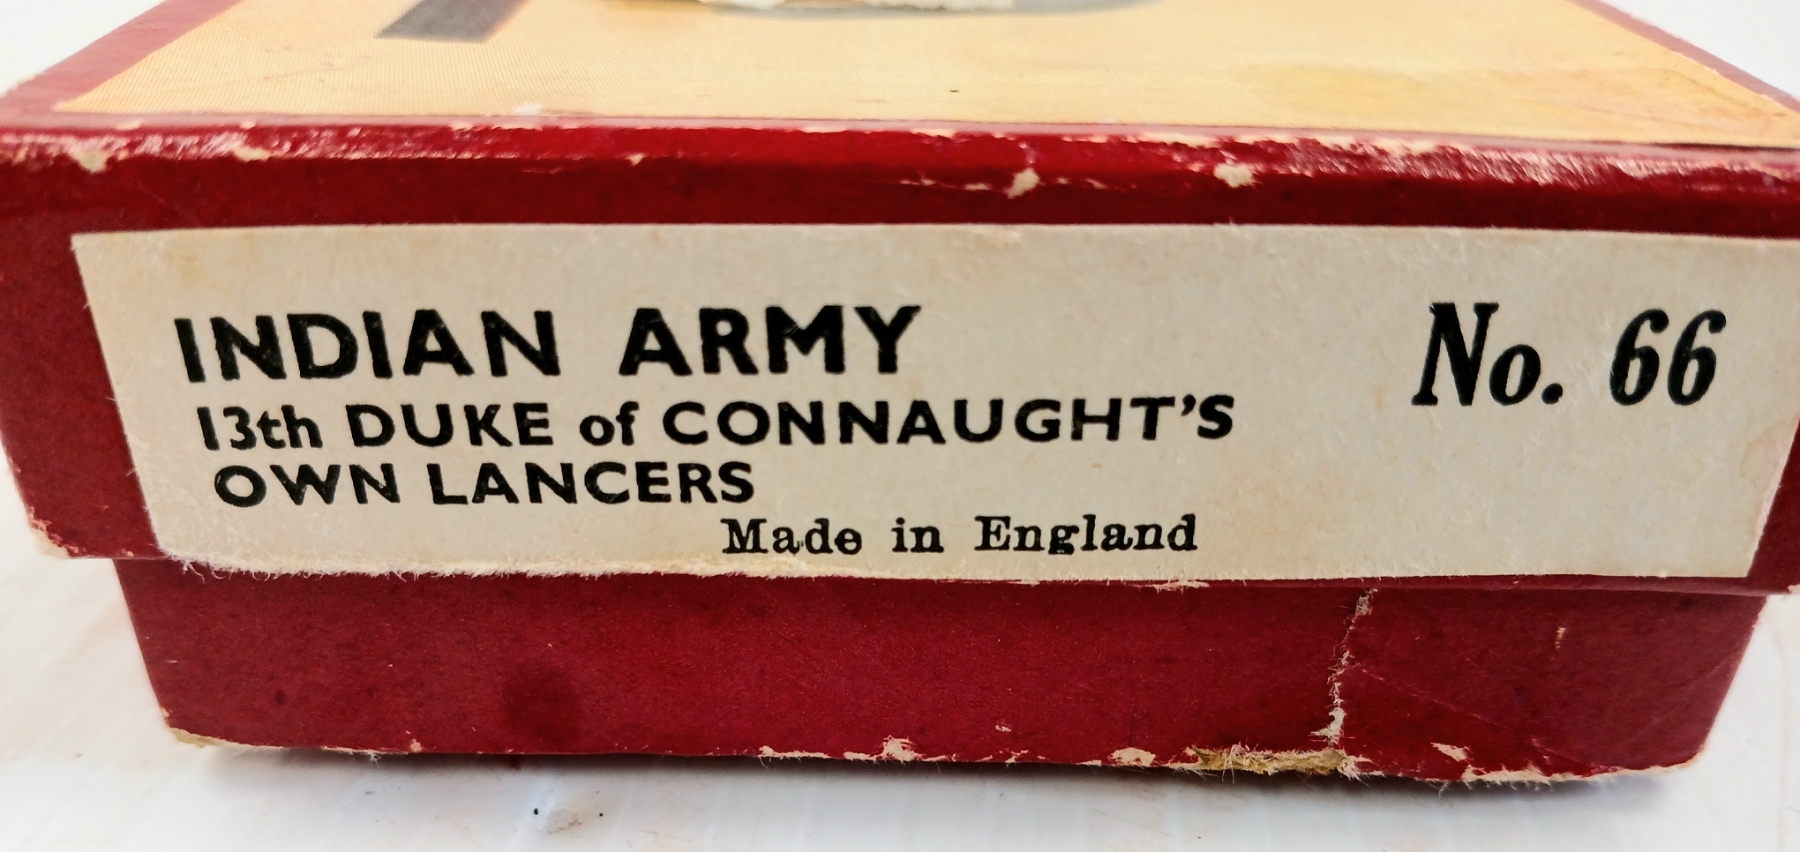 INDIAN ARMY
No. 66
13th DUKE of CONNAUGHT'S
OWN LANCERS
Made in England